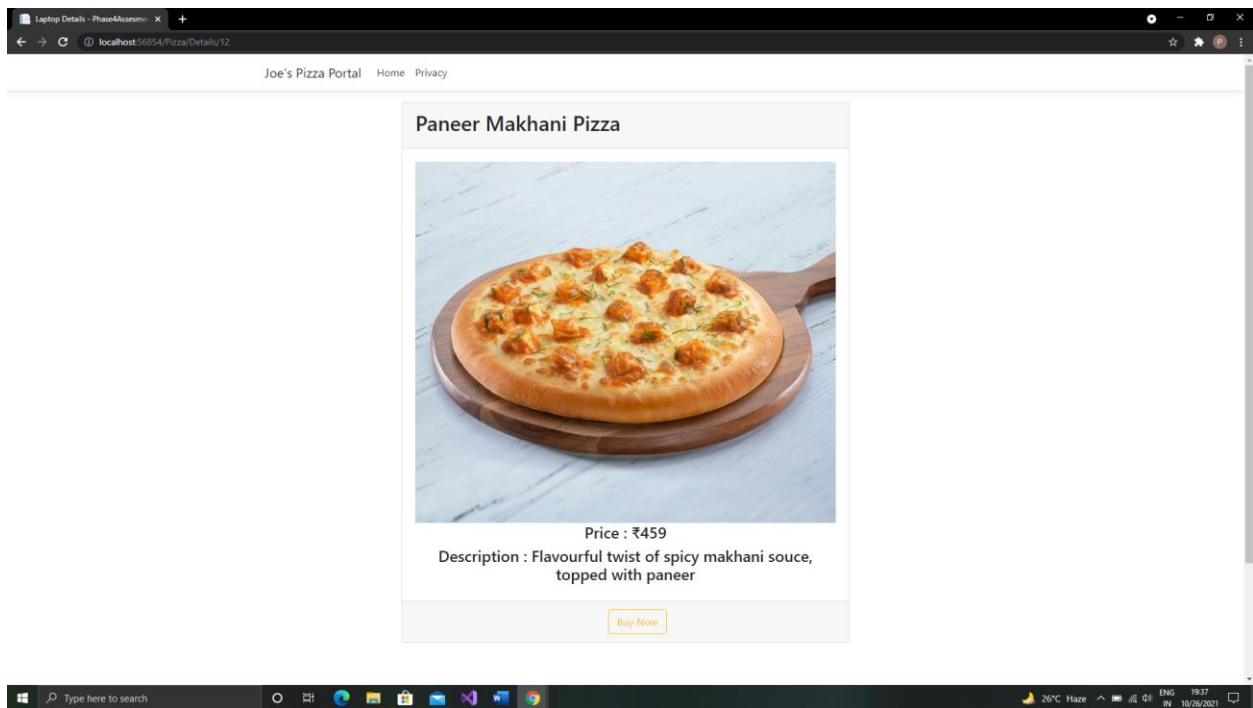 Laptop Details - Phase4Assesme
localhost:56854/Pizza/Details/12
Joe's Pizza Portal Home Privacy
Paneer Makhani Pizza
Price : ₹459
Description : Flavourful twist of spicy makhani souce,
topped with paneer
Buy Now
Type here to search
26°C Haze
ENG
IN
19:37
10/26/2021